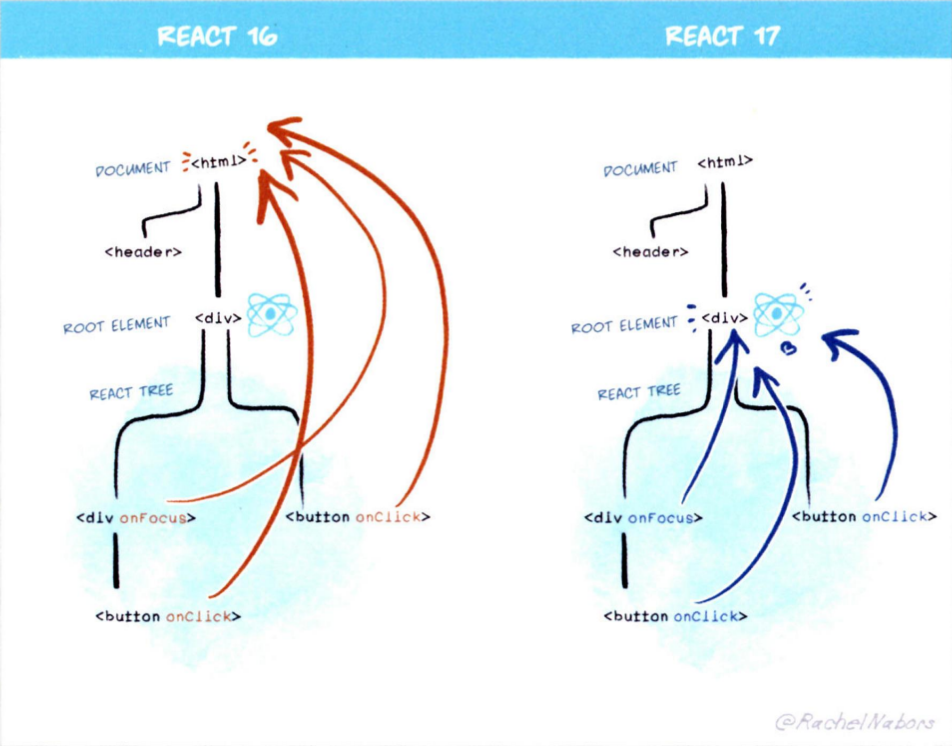 REACT 16
DOCUMENT <html>
<header>
ROOT ELEMENT <div>
REACT TREE
<div onFocus>
<button onClick>
<button onClick>
REACT 17
DOCUMENT <html>
<header>
ROOT ELEMENT <div>
REACT TREE
<div onFocus>
<button onClick>
<button onClick>
@RachelNabors